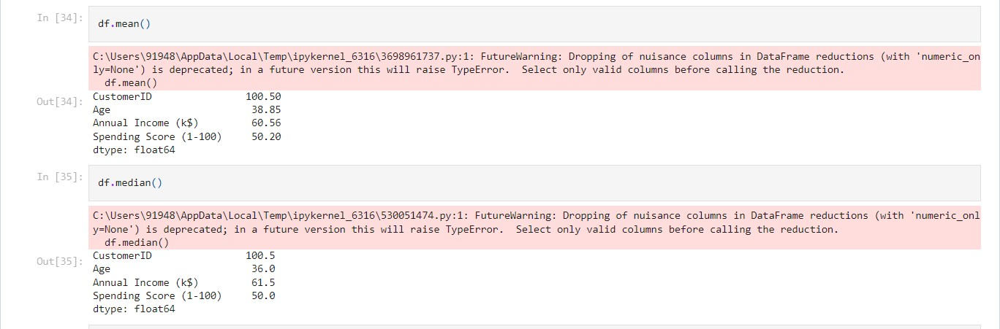 In [34]: df.mean()
C:\Users\91948\AppData\Local\Temp\ipykernel_6316\3698961737.py:1: FutureWarning: Dropping of nuisance columns in DataFrame reductions (with 'numeric_on
ly=None') is deprecated; in a future version this will raise TypeError.  Select only valid columns before calling the reduction.
  df.mean()
Out[34]: CustomerID                100.50
Age                        38.85
Annual Income (k$)         60.56
Spending Score (1-100)     50.20
dtype: float64
In [35]: df.median()
C:\Users\91948\AppData\Local\Temp\ipykernel_6316\530051474.py:1: FutureWarning: Dropping of nuisance columns in DataFrame reductions (with 'numeric_onl
y=None') is deprecated; in a future version this will raise TypeError.  Select only valid columns before calling the reduction.
  df.median()
Out[35]: CustomerID                100.5
Age                        36.0
Annual Income (k$)         61.5
Spending Score (1-100)     50.0
dtype: float64